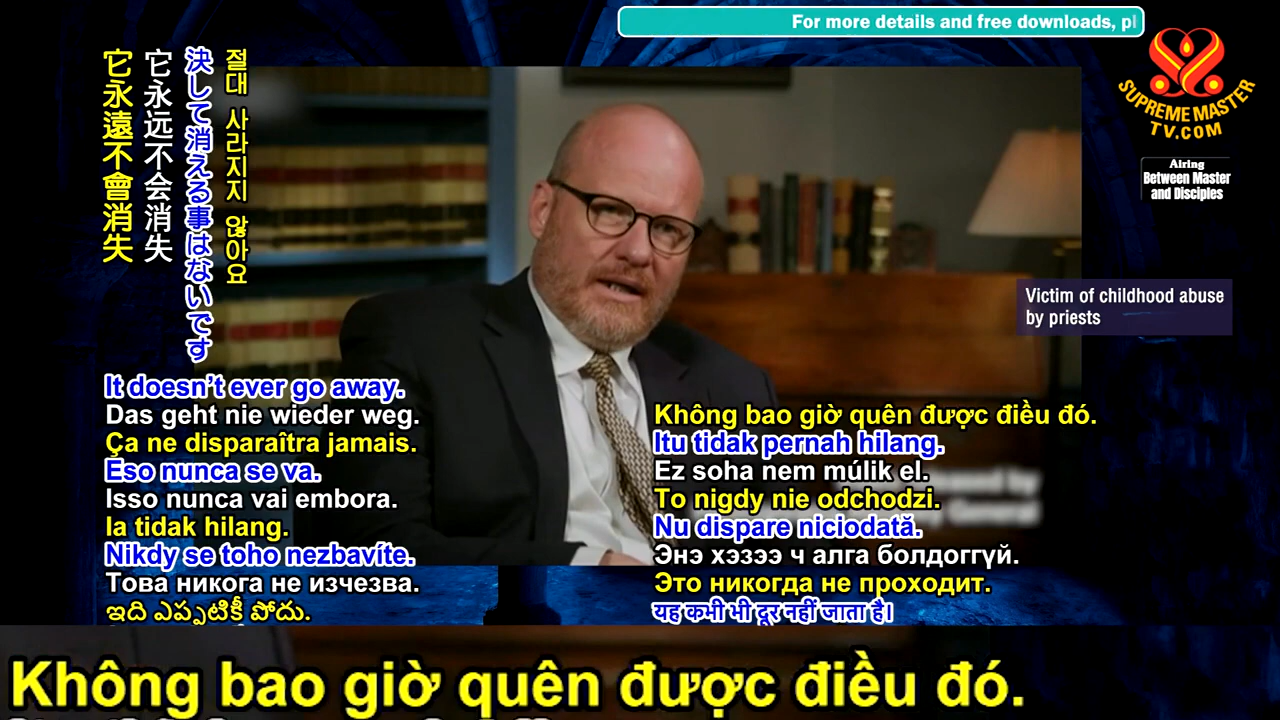 For more details and free downloads, pl
SUPREME MASTER
TV.COM
Airing
Between Master
and Disciples
절대 사라지지 않아요
決して消える事はないです
它永远不会消失
它永遠不會消失
Victim of childhood abuse
by priests
It doesn't ever go away.
Das geht nie wieder weg.
Ça ne disparaîtra jamais.
Eso nunca se va.
Isso nunca vai embora.
Ia tidak hilang.
Nikdy se toho nezbavíte.
Това никога не изчезва.
ఇది ఎప్పటికీ పోదు.
Không bao giờ quên được điều đó.
Itu tidak pernah hilang.
Ez soha nem múlik el.
To nigdy nie odchodzi.
Nu dispare niciodată.
Энэ хэзээ ч алга болдоггүй.
Это никогда не проходит.
यह कभी भी दूर नहीं जाता है।
Không bao giờ quên được điều đó.